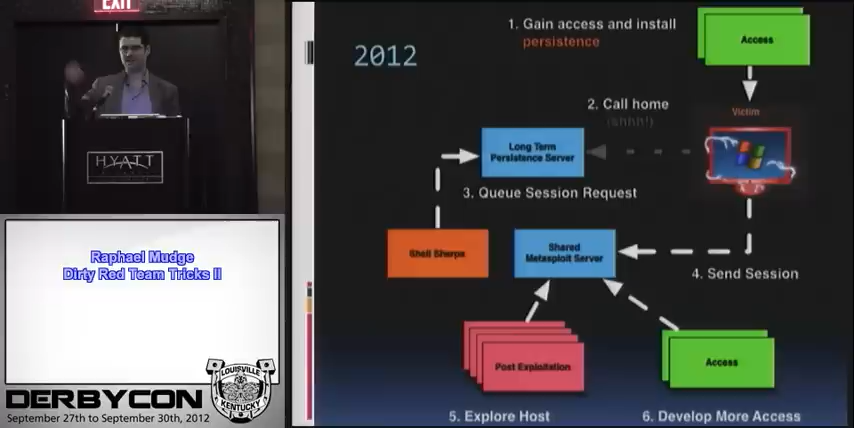 EXIT
HYATT
Raphael Mudge
Dirty Red Team Tricks II
LOUISVILLE
KENTUCKY
DERBYCON
September 27th to September 30th, 2012
2012
1. Gain access and install
persistence
Access
2. Call home
(shhh!)
Victim
Long Term
Persistence Server
3. Queue Session Request
Shell Sherpa
Shared
Metasploit Server
4. Send Session
Post Exploitation
Access
5. Explore Host
6. Develop More Access